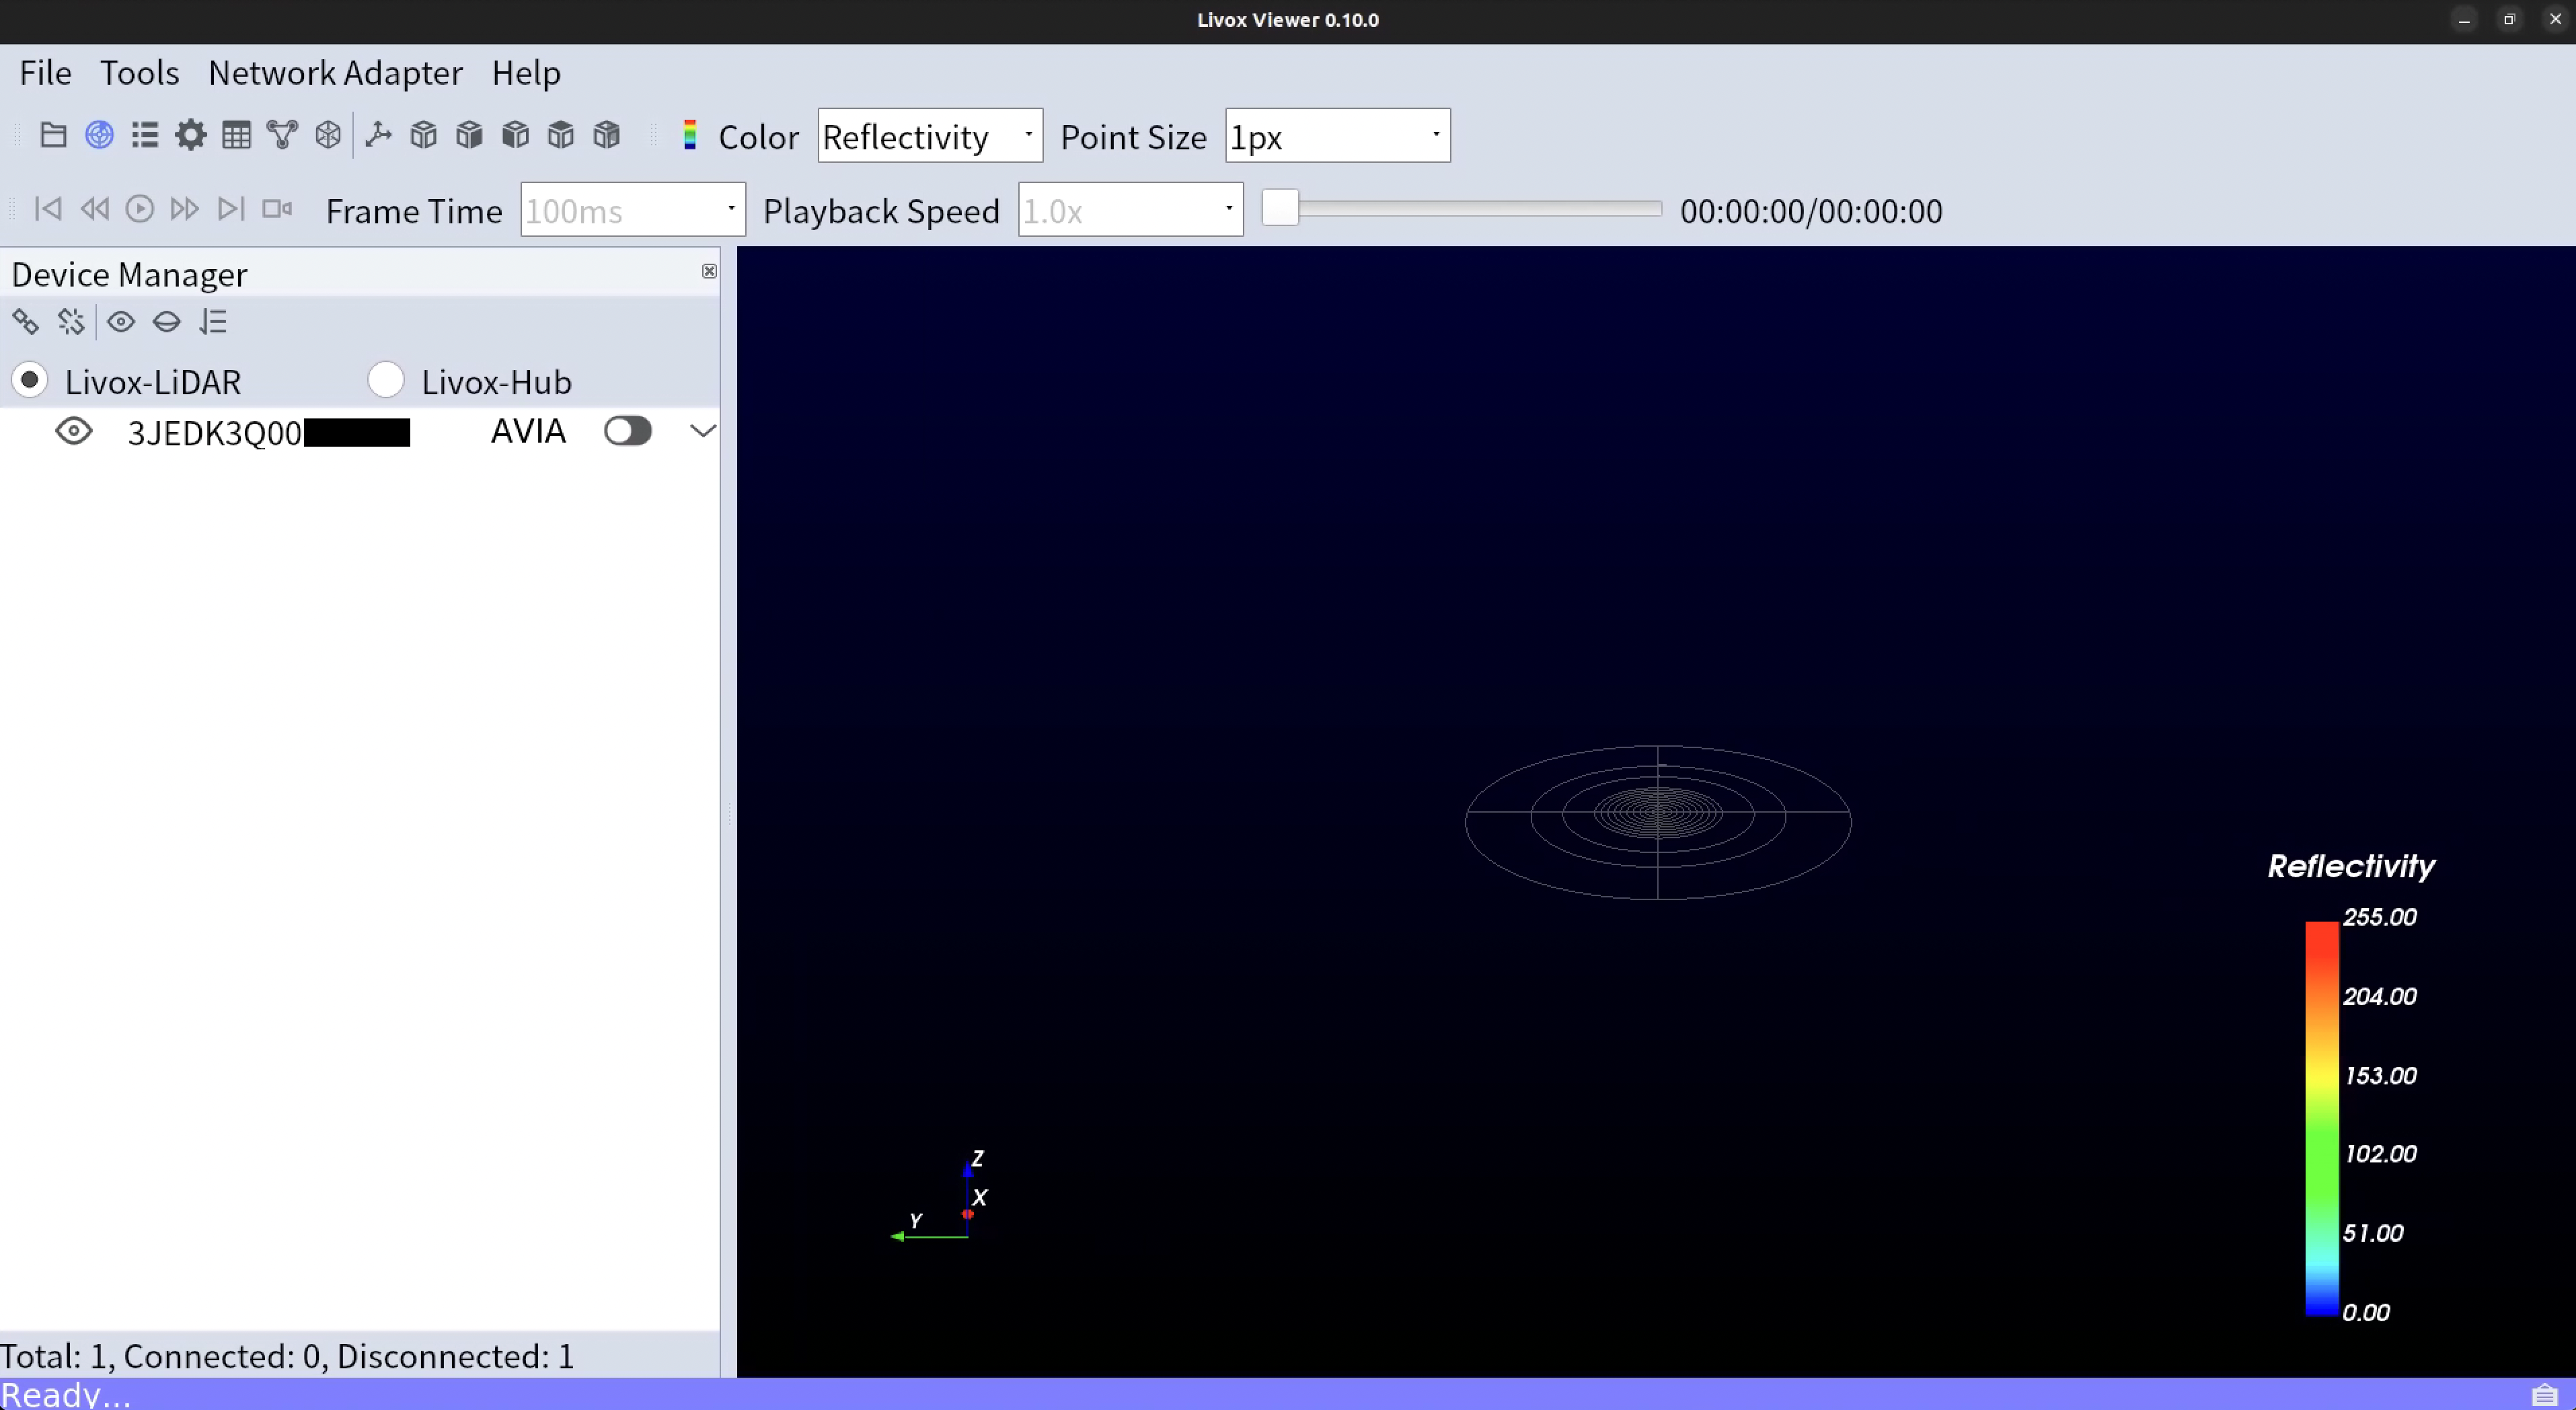 Livox Viewer 0.10.0
File Tools Network Adapter Help
Color Reflectivity Point Size 1px
Frame Time 100ms Playback Speed 1.0x 00:00:00/00:00:00
Device Manager
Livox-LiDAR Livox-Hub
3JEDK3Q00 AVIA
Reflectivity
255.00
204.00
153.00
102.00
51.00
0.00
Z
X
Y
Total: 1, Connected: 0, Disconnected: 1
Ready...